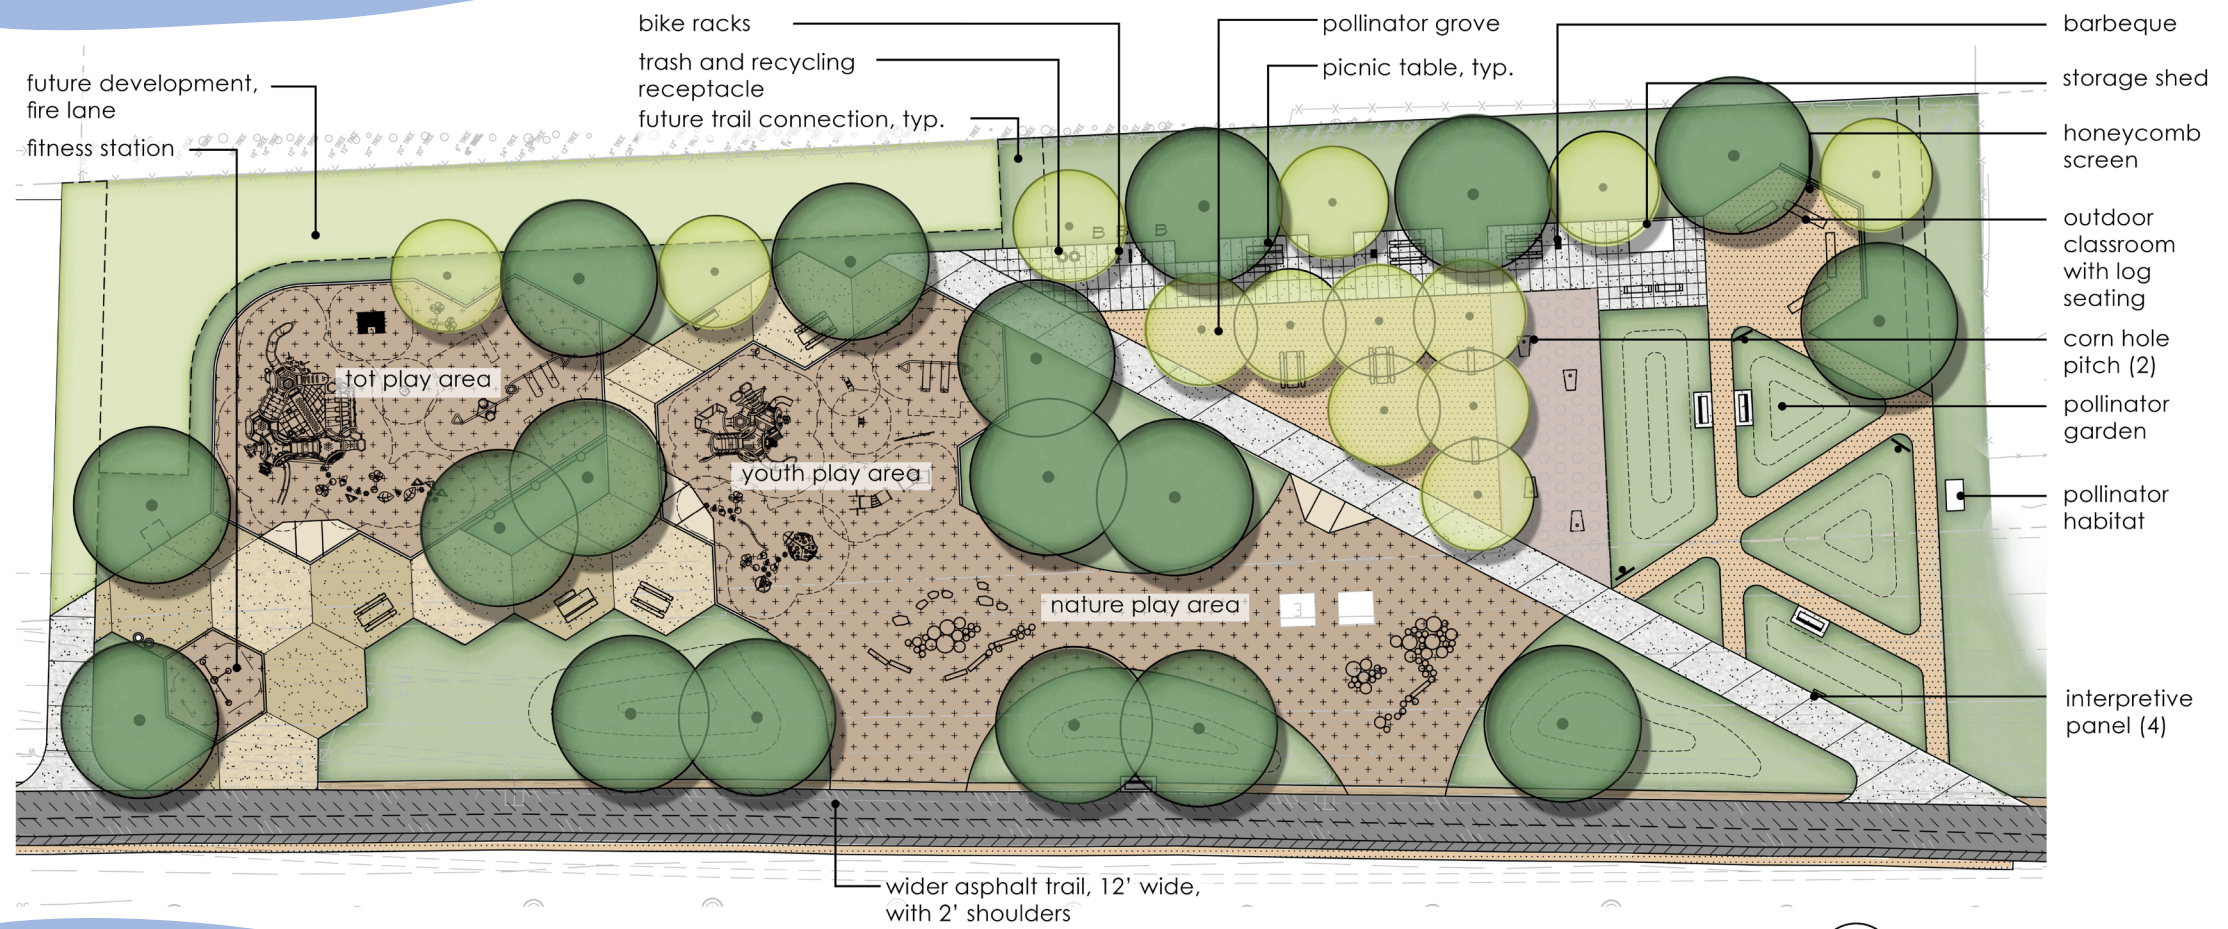 bike racks
pollinator grove
barbeque
trash and recycling
receptacle
picnic table, typ.
storage shed
future development,
fire lane
future trail connection, typ.
honeycomb
screen
fitness station
outdoor
classroom
with log
seating
B B B
tot play area
corn hole
pitch (2)
pollinator
garden
youth play area
pollinator
habitat
nature play area
interpretive
panel (4)
wider asphalt trail, 12' wide,
with 2' shoulders